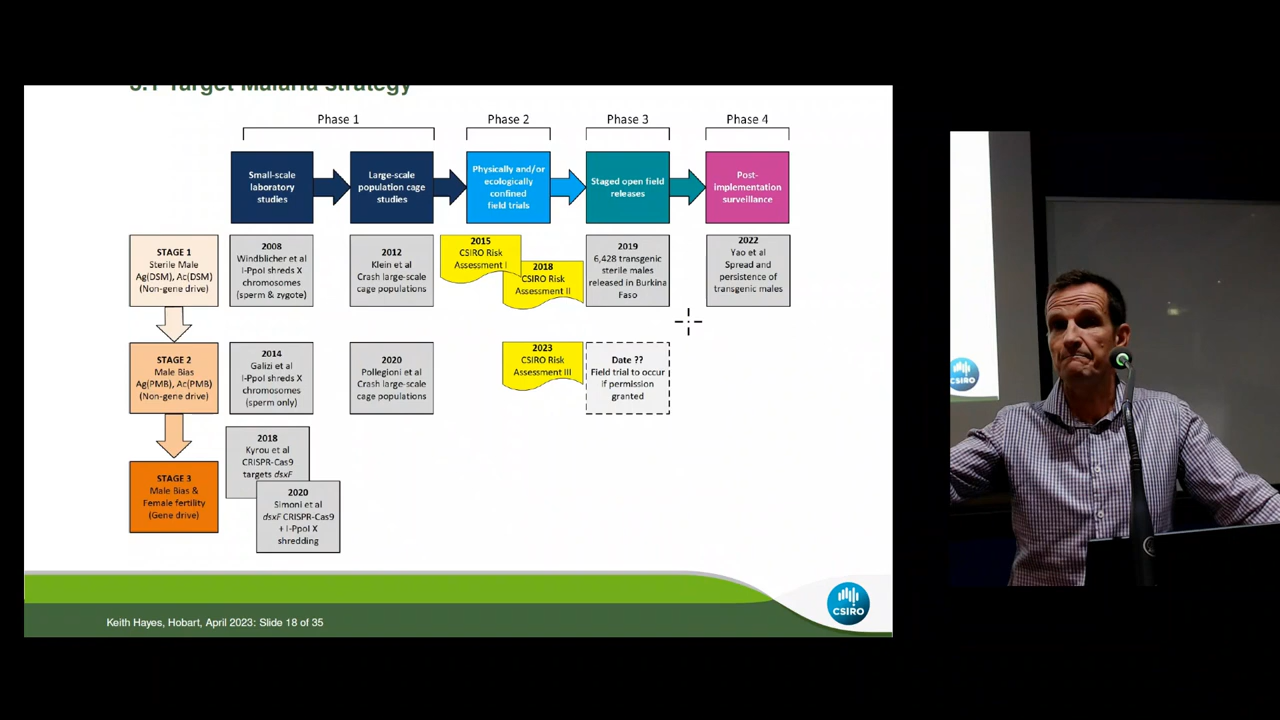 3.1 Target Malaria strategy
Phase 1
Phase 2
Phase 3
Phase 4
Small-scale
laboratory
studies
Large-scale
population cage
studies
Physically and/or
ecologically
confined
field trials
Staged open field
releases
Post-
implementation
surveillance
STAGE 1
Sterile Male
Ag(DSM), Ac(DSM)
(Non-gene drive)
2008
Windblicher et al
I-PpoI shreds X
chromosomes
(sperm & zygote)
2012
Klein et al
Crash large-scale
cage populations
2015
CSIRO Risk
Assessment I
2018
CSIRO Risk
Assessment II
2019
6,428 transgenic
sterile males
released in Burkina
Faso
2022
Yao et al
Spread and
persistence of
transgenic males
STAGE 2
Male Bias
Ag(PMB), Ac(PMB)
(Non-gene drive)
2014
Galizi et al
I-PpoI shreds X
chromosomes
(sperm only)
2020
Pollegioni et al
Crash large-scale
cage populations
2023
CSIRO Risk
Assessment III
Date ??
Field trial to occur
if permission
granted
STAGE 3
Male Bias &
Female fertility
(Gene drive)
2018
Kyrou et al
CRISPR-Cas9
targets dsxF
2020
Simoni et al
dsxF CRISPR-Cas9
+ I-PpoI X
shredding
Keith Hayes, Hobart, April 2023: Slide 18 of 35
CSIRO
CSIRO